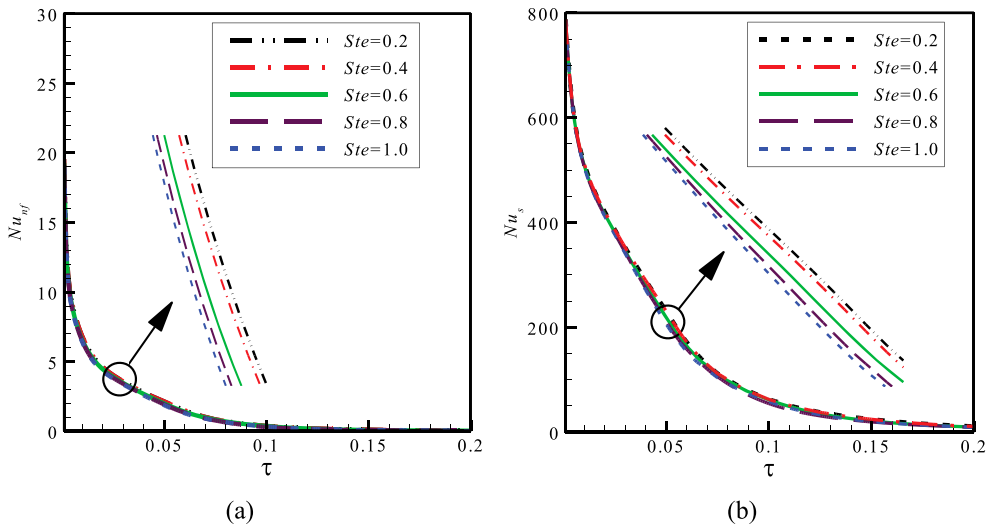 30
25
20
15
10
5
0
Nu_nf
Ste=0.2
Ste=0.4
Ste=0.6
Ste=0.8
Ste=1.0
0.05 0.1 0.15 0.2
τ
(a)
800
600
400
200
0
Nu_s
Ste=0.2
Ste=0.4
Ste=0.6
Ste=0.8
Ste=1.0
0.05 0.1 0.15 0.2
τ
(b)